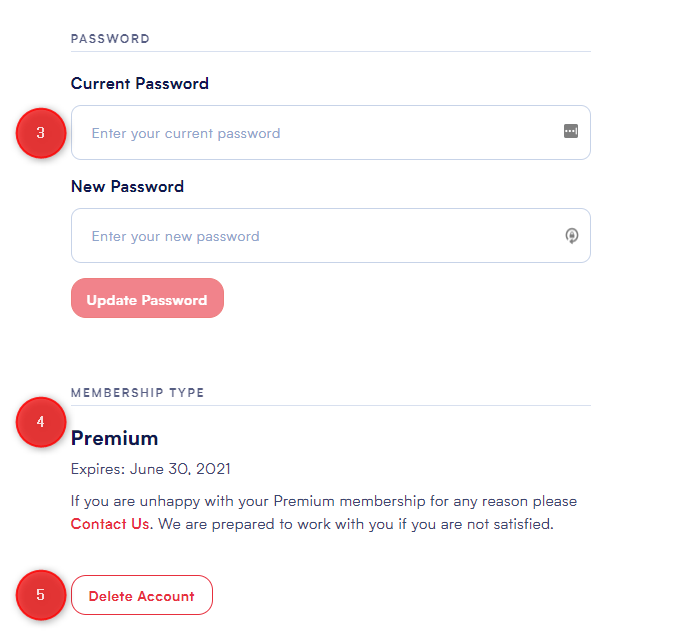 PASSWORD
Current Password
3
Enter your current password
New Password
Enter your new password
Update Password
MEMBERSHIP TYPE
4
Premium
Expires: June 30, 2021
If you are unhappy with your Premium membership for any reason please
Contact Us. We are prepared to work with you if you are not satisfied.
5
Delete Account